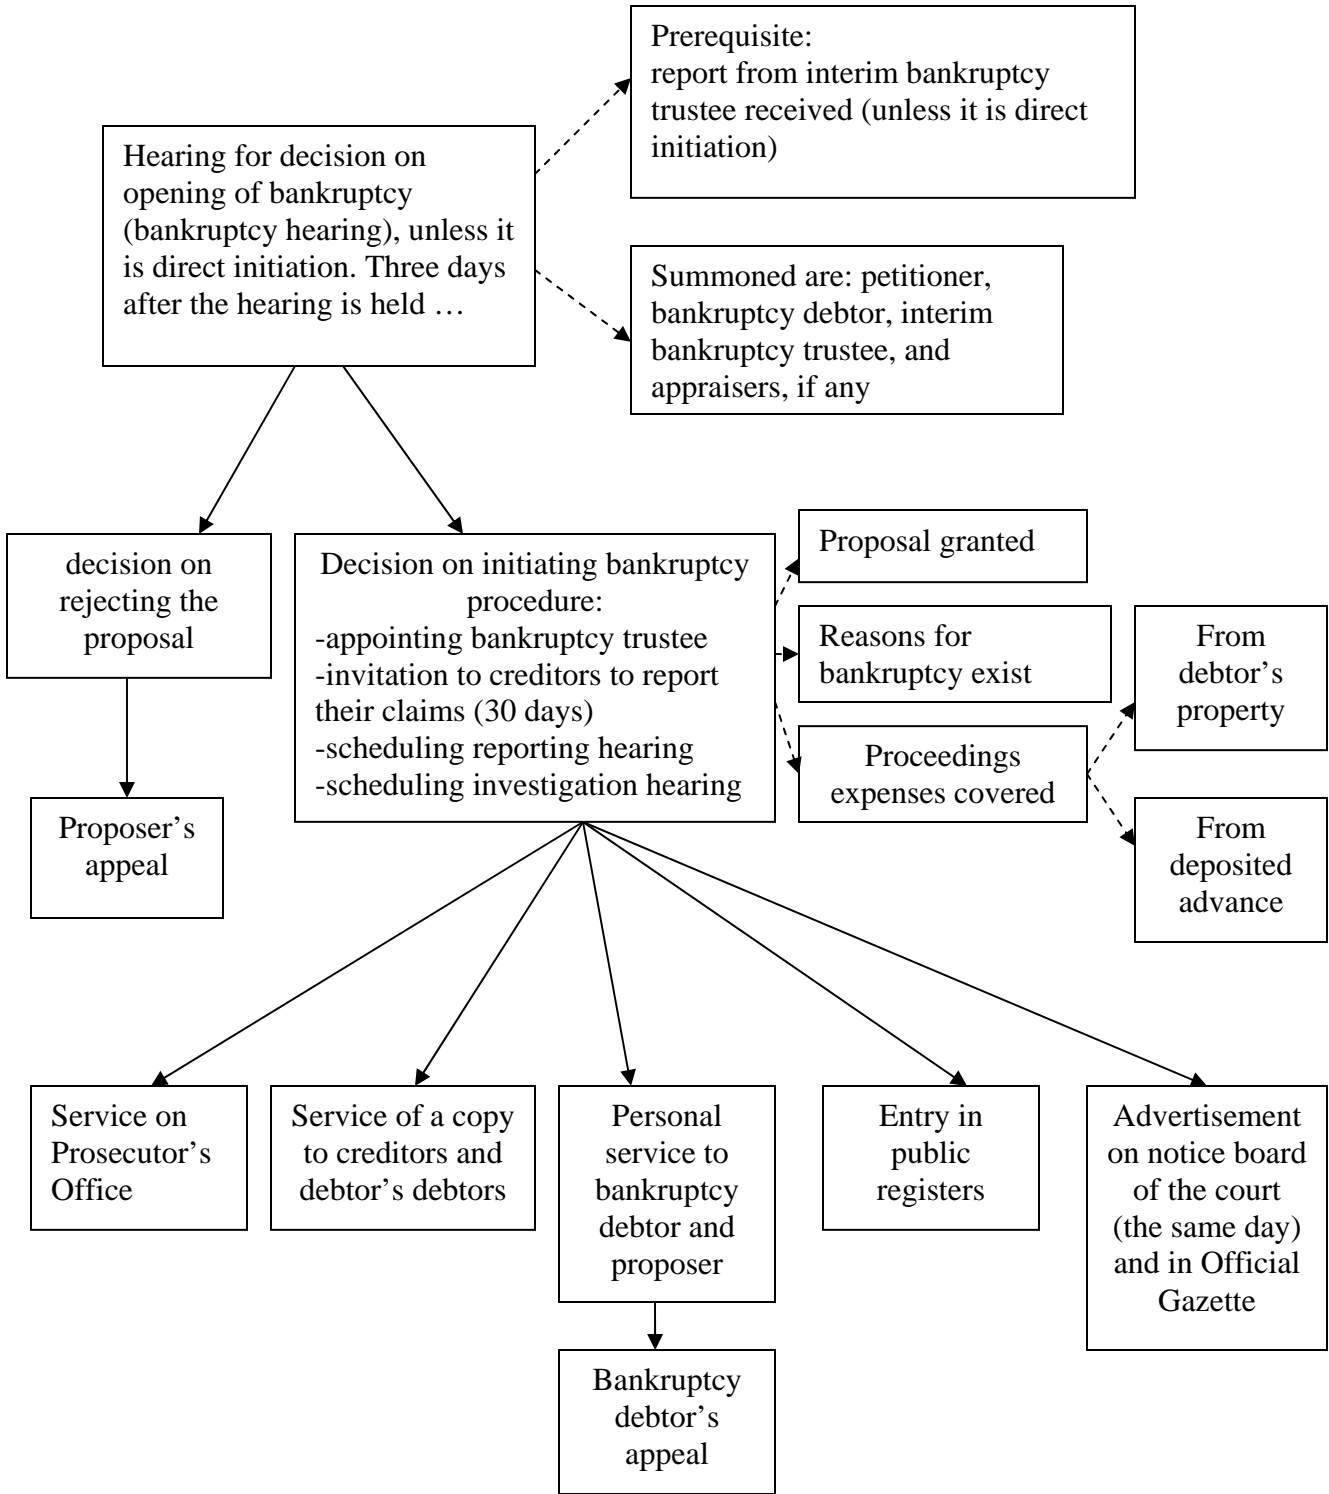 Prerequisite:
report from interim bankruptcy
trustee received (unless it is direct
initiation)
Hearing for decision on
opening of bankruptcy
(bankruptcy hearing), unless it
is direct initiation. Three days
after the hearing is held …
Summoned are: petitioner,
bankruptcy debtor, interim
bankruptcy trustee, and
appraisers, if any
decision on
rejecting the
proposal
Decision on initiating bankruptcy
procedure:
-appointing bankruptcy trustee
-invitation to creditors to report
their claims (30 days)
-scheduling reporting hearing
-scheduling investigation hearing
Proposal granted
Reasons for
bankruptcy exist
Proceedings
expenses covered
From
debtor’s
property
From
deposited
advance
Proposer’s
appeal
Service on
Prosecutor’s
Office
Service of a copy
to creditors and
debtor’s debtors
Personal
service to
bankruptcy
debtor and
proposer
Entry in
public
registers
Advertisement
on notice board
of the court
(the same day)
and in Official
Gazette
Bankruptcy
debtor’s
appeal